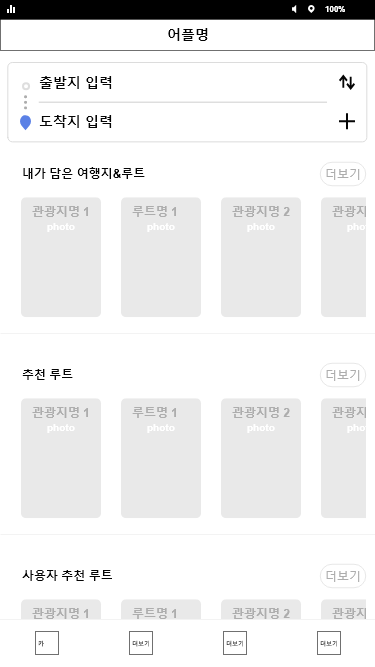 100%
어플명
출발지 입력
도착지 입력
내가 담은 여행지&루트
더보기
관광지명 1
루트명 1
관광지명 2
관광지
photo
photo
photo
pho
추천 루트
더보기
관광지명 1
루트명 1
관광지명 2
관광지
photo
photo
photo
pho
사용자 추천 루트
더보기
관광지명 1
루트명 1
관광지명 2
관광지
카
더보기
더보기
더보기